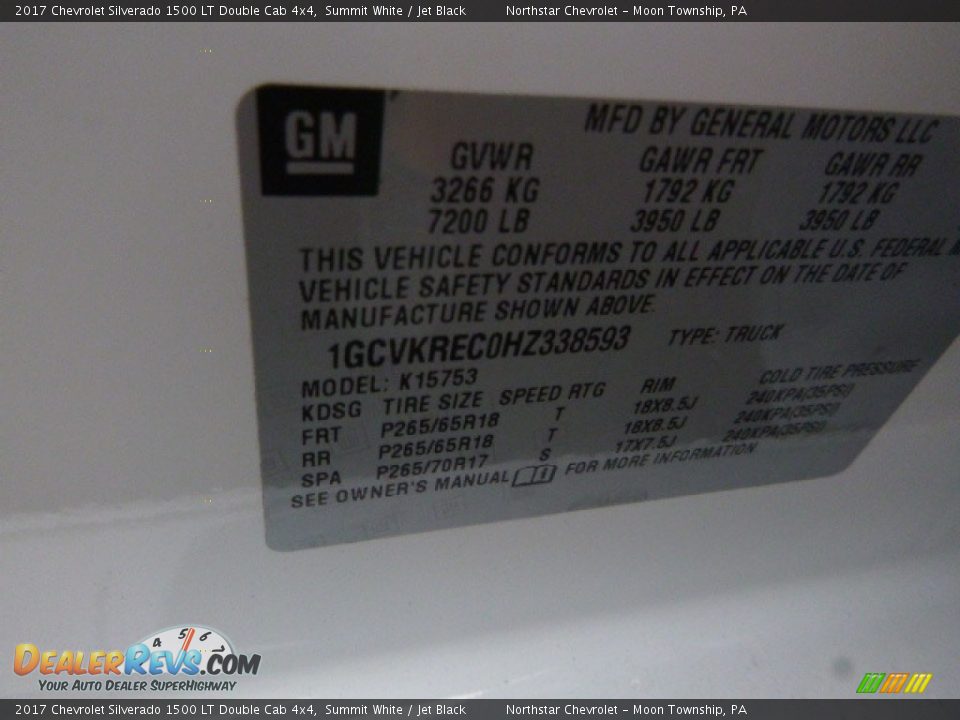 2017 Chevrolet Silverado 1500 LT Double Cab 4x4, Summit White / Jet Black Northstar Chevrolet - Moon Township, PA
GM
MFD BY GENERAL MOTORS LLC
GVWR GAWR FRT GAWR RR
3266 KG 1792 KG 1792 KG
7200 LB 3950 LB 3950 LB
THIS VEHICLE CONFORMS TO ALL APPLICABLE U.S. FEDERAL
VEHICLE SAFETY STANDARDS IN EFFECT ON THE DATE OF
MANUFACTURE SHOWN ABOVE.
1GCVKREC0HZ338593 TYPE: TRUCK
MODEL: K15753
KDSG TIRE SIZE SPEED RTG RIM COLD TIRE PRESSURE
FRT P265/65R18 T 18X8.5J 240KPA(35PSI)
RR P265/65R18 T 18X8.5J 240KPA(35PSI)
SPA P265/70R17 S 17X7.5J 240KPA(35PSI)
SEE OWNER'S MANUAL FOR MORE INFORMATION
4 5 6 7
DealerRevs.com
Your Auto Dealer SuperHighway
2017 Chevrolet Silverado 1500 LT Double Cab 4x4, Summit White / Jet Black Northstar Chevrolet - Moon Township, PA